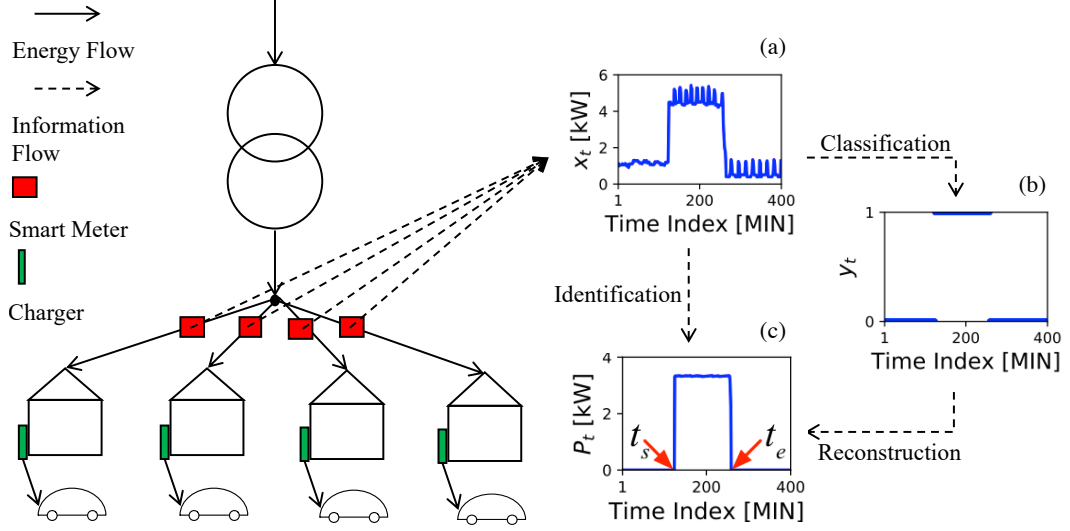 Energy Flow
Information
Flow
Smart Meter
Charger
(a)
6
4
2
0
x_t [kW]
1
200
400
Time Index [MIN]
Classification
(b)
1
0
y_t
1
200
400
Time Index [MIN]
Identification
(c)
4
2
0
P_t [kW]
t_s
t_e
1
200
400
Time Index [MIN]
Reconstruction